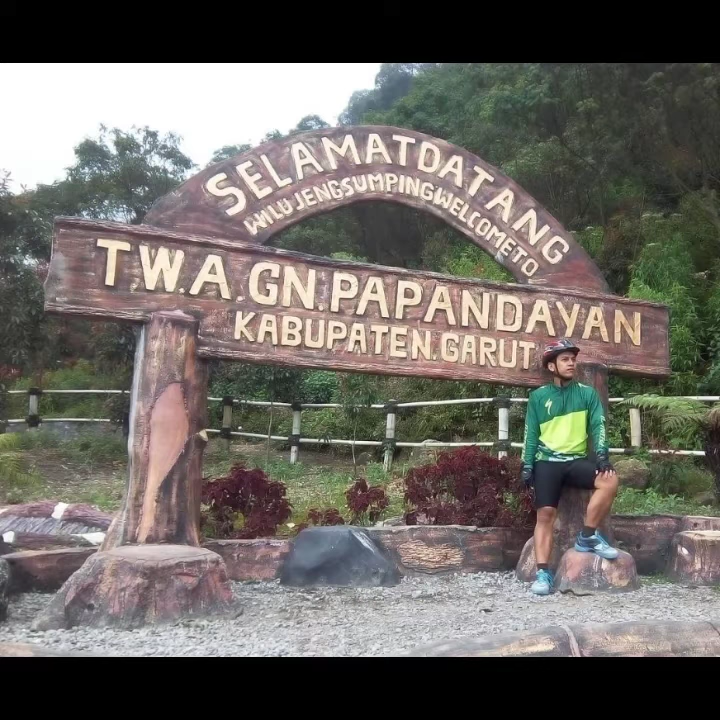 SELAMAT DATANG
WILUJENG SUMPING WELCOME TO
T.W.A. GN. PAPANDAYAN
KABUPATEN. GARUT